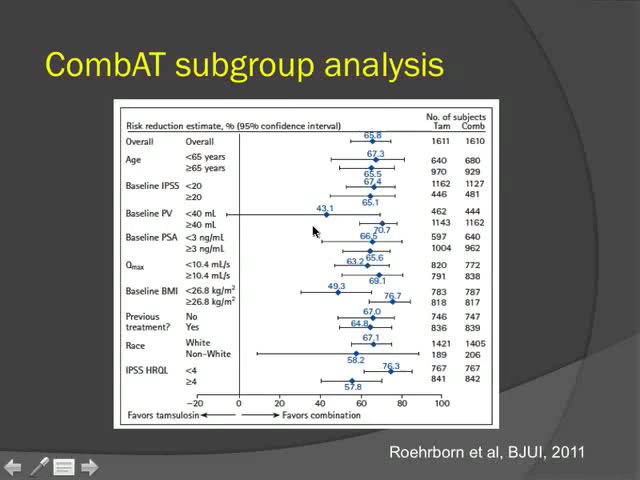 CombAT subgroup analysis
No. of subjects
Risk reduction estimate, % (95% confidence interval) Tam Comb
Overall Overall 65.8 1611 1610
Age <65 years 67.3 640 680
≥65 years 65.5 970 929
Baseline IPSS <20 67.4 1162 1127
≥20 65.1 446 481
Baseline PV <40 mL 43.1 462 444
≥40 mL 70.7 1143 1162
Baseline PSA <3 ng/mL 66.5 597 640
≥3 ng/mL 65.6 1004 962
Qmax <10.4 mL/s 63.2 820 772
≥10.4 mL/s 69.1 791 838
Baseline BMI <26.8 kg/m² 49.3 783 787
≥26.8 kg/m² 76.7 818 817
Previous No 67.0 746 747
treatment? Yes 64.8 836 839
Race White 67.1 1421 1405
Non-White 58.2 189 206
IPSS HRQL <4 76.3 767 767
≥4 57.8 841 842
−20 0 20 40 60 80 100
Favors tamsulosin Favors combination
Roehrborn et al, BJUI, 2011